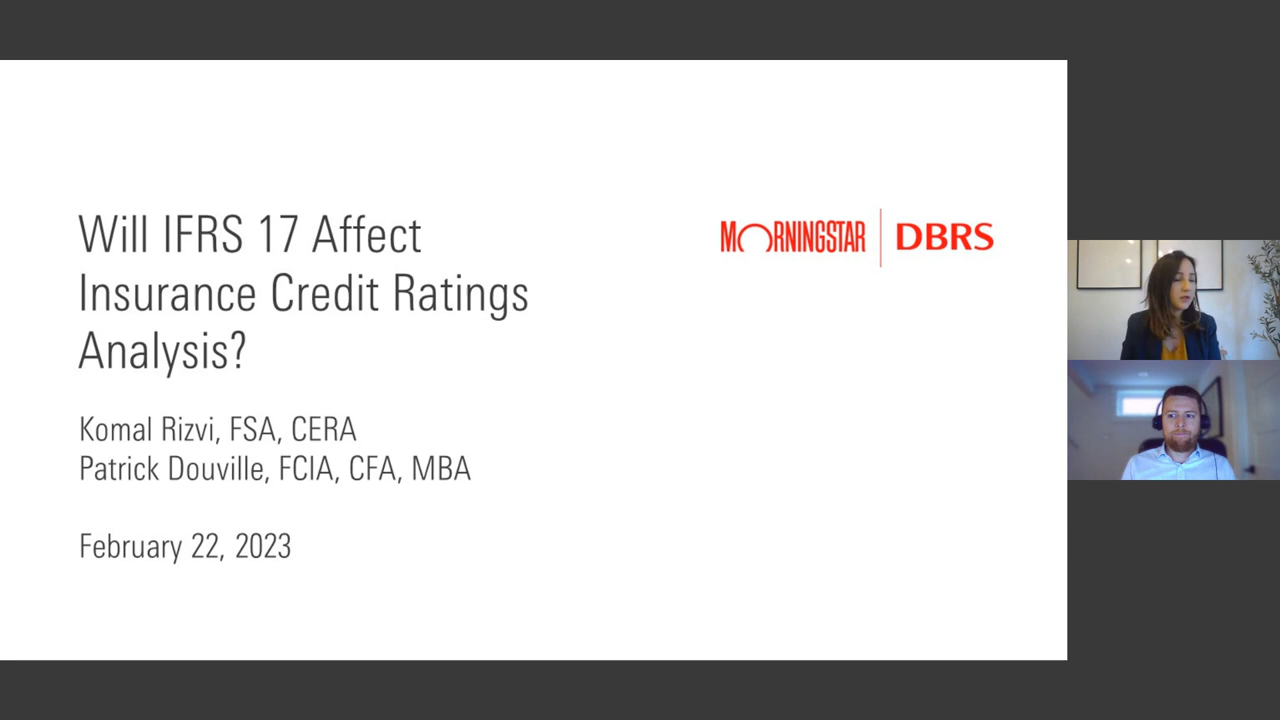 Will IFRS 17 Affect
Insurance Credit Ratings
Analysis?
MORNINGSTAR | DBRS
Komal Rizvi, FSA, CERA
Patrick Douville, FCIA, CFA, MBA
February 22, 2023